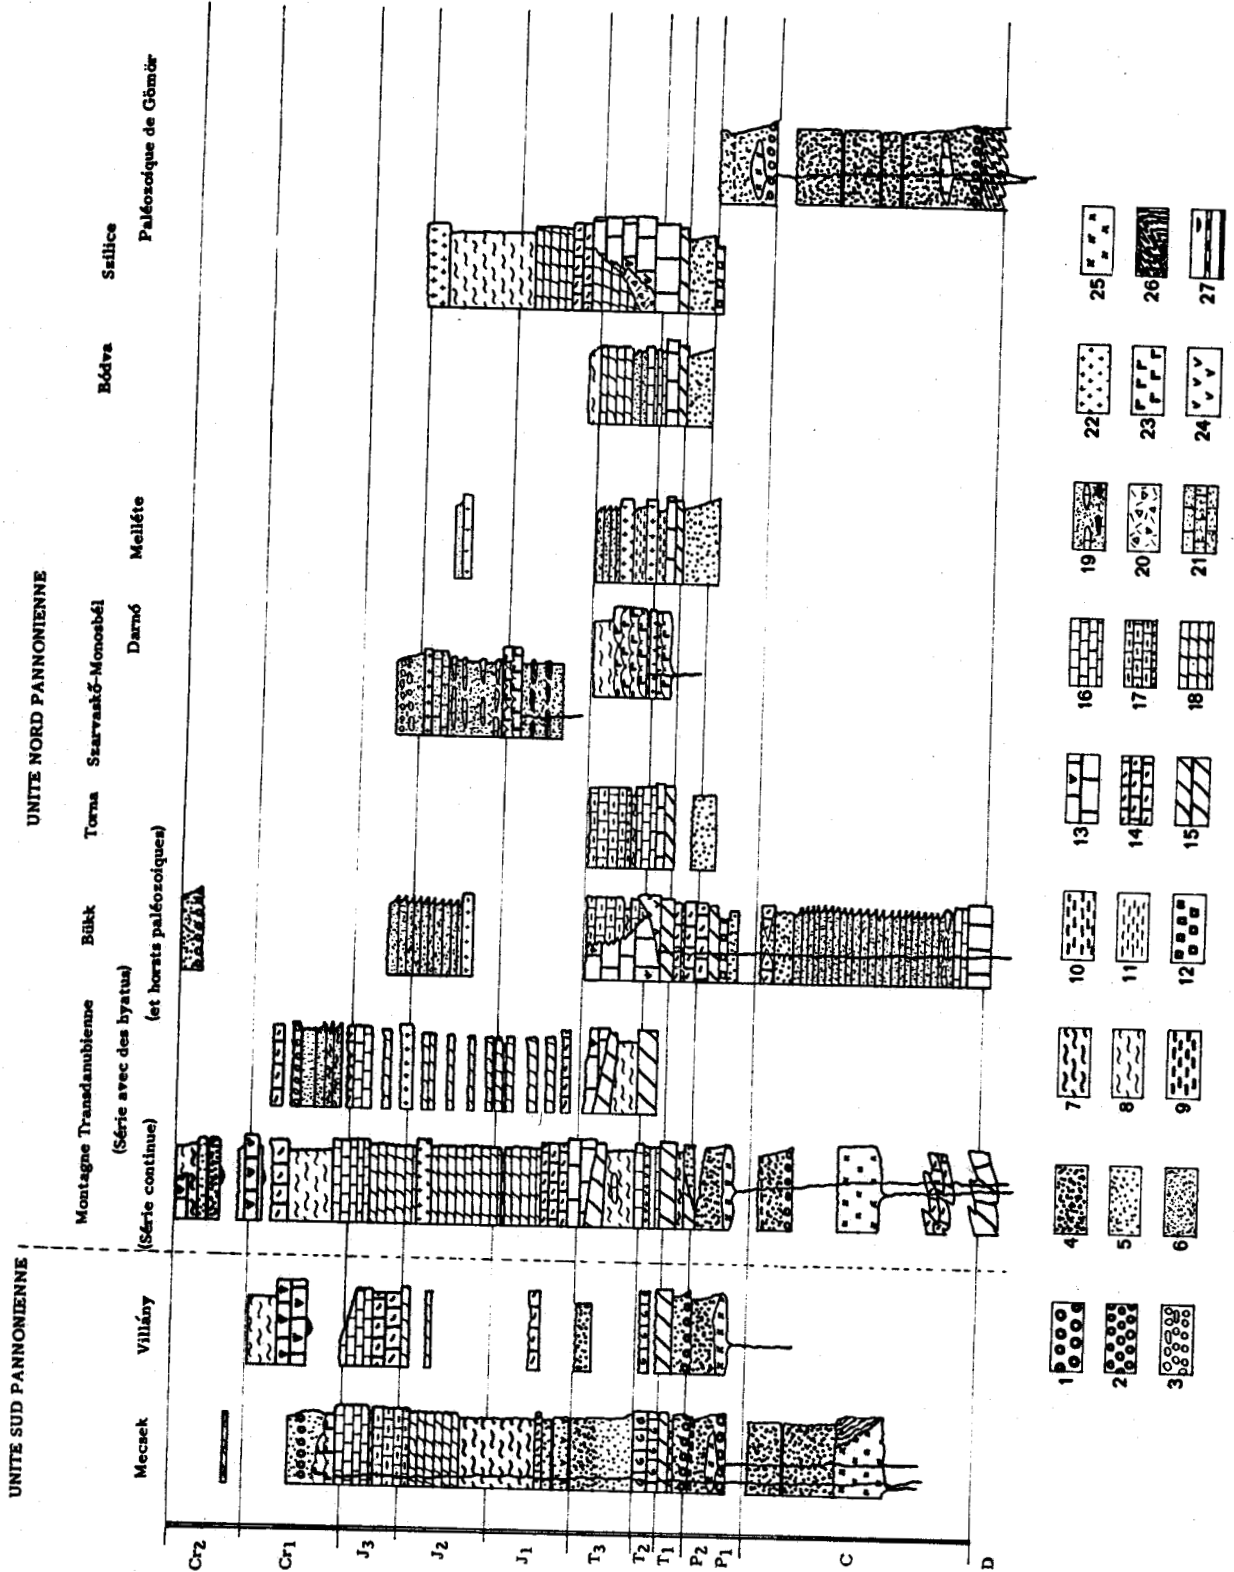 UNITE SUD PANNONIENNE
UNITE NORD PANNONIENNE
Mecsek
Villány
Montagne Transdanubienne
(Série continue)
(Série avec des hyatus)
Bükk
(et horsts paléozoiques)
Torna
Szarvaskő-Monosbél
Darnó
Melléte
Bódva
Szilice
Paléozoique de Gömör
Cr2
Cr1
J3
J2
J1
T3
T2
T1
P2
P1
C
D
1
2
3
4
5
6
7
8
9
10
11
12
13
14
15
16
17
18
19
20
21
22
23
24
25
26
27